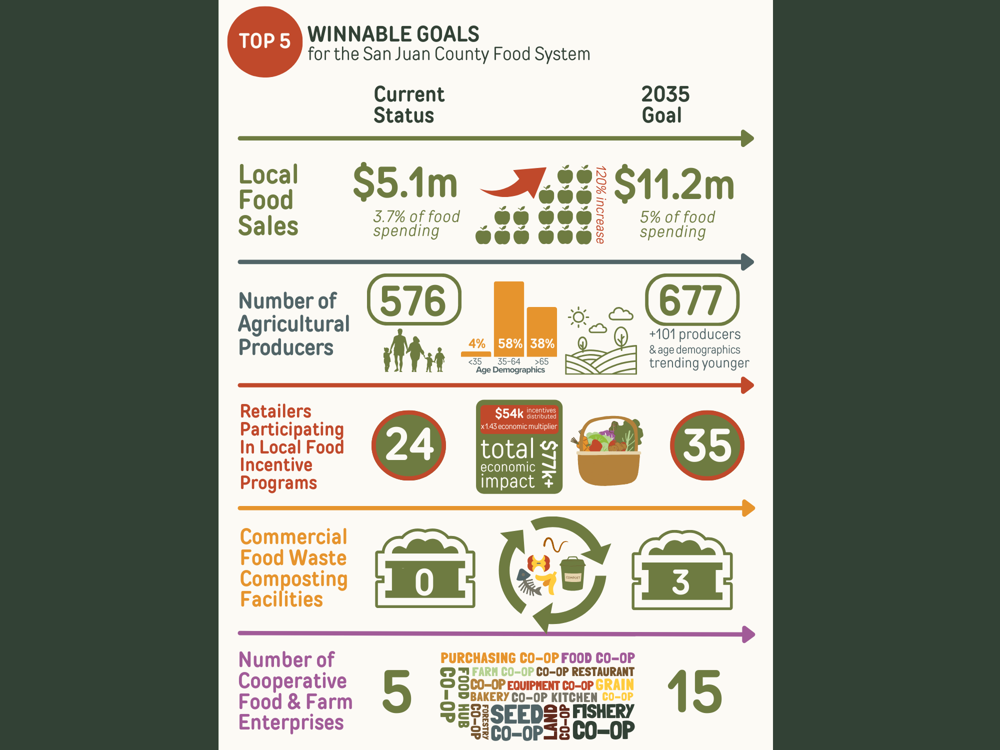 TOP 5
WINNABLE GOALS
for the San Juan County Food System
Current
Status
2035
Goal
Local
Food
Sales
$5.1m
3.7% of food
spending
120% increase
$11.2m
5% of food
spending
Number of
Agricultural
Producers
576
4%
58%
38%
<35
35-64
>65
Age Demographics
677
+101 producers
& age demographics
trending younger
Retailers
Participating
In Local Food
Incentive
Programs
24
$54k incentives
distributed
x1.43 economic multiplier
total
economic
impact
$77k+
35
Commercial
Food Waste
Composting
Facilities
0
COMPOST
3
Number of
Cooperative
Food & Farm
Enterprises
5
PURCHASING CO-OP FOOD CO-OP
CO-OP
FOOD HUB
FARM CO-OP CO-OP RESTAURANT
CO-OP EQUIPMENT CO-OP GRAIN
BAKERY CO-OP KITCHEN CO-OP
CO-OP
FORESTRY
SEED
CO-OP
LAND
CO-OP
FISHERY
CO-OP
15